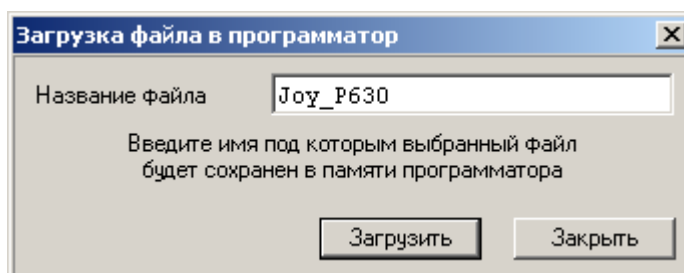 Загрузка файла в программатор
Название файла Joy_P630
Введите имя под которым выбранный файл
будет сохранен в памяти программатора
Загрузить Закрыть